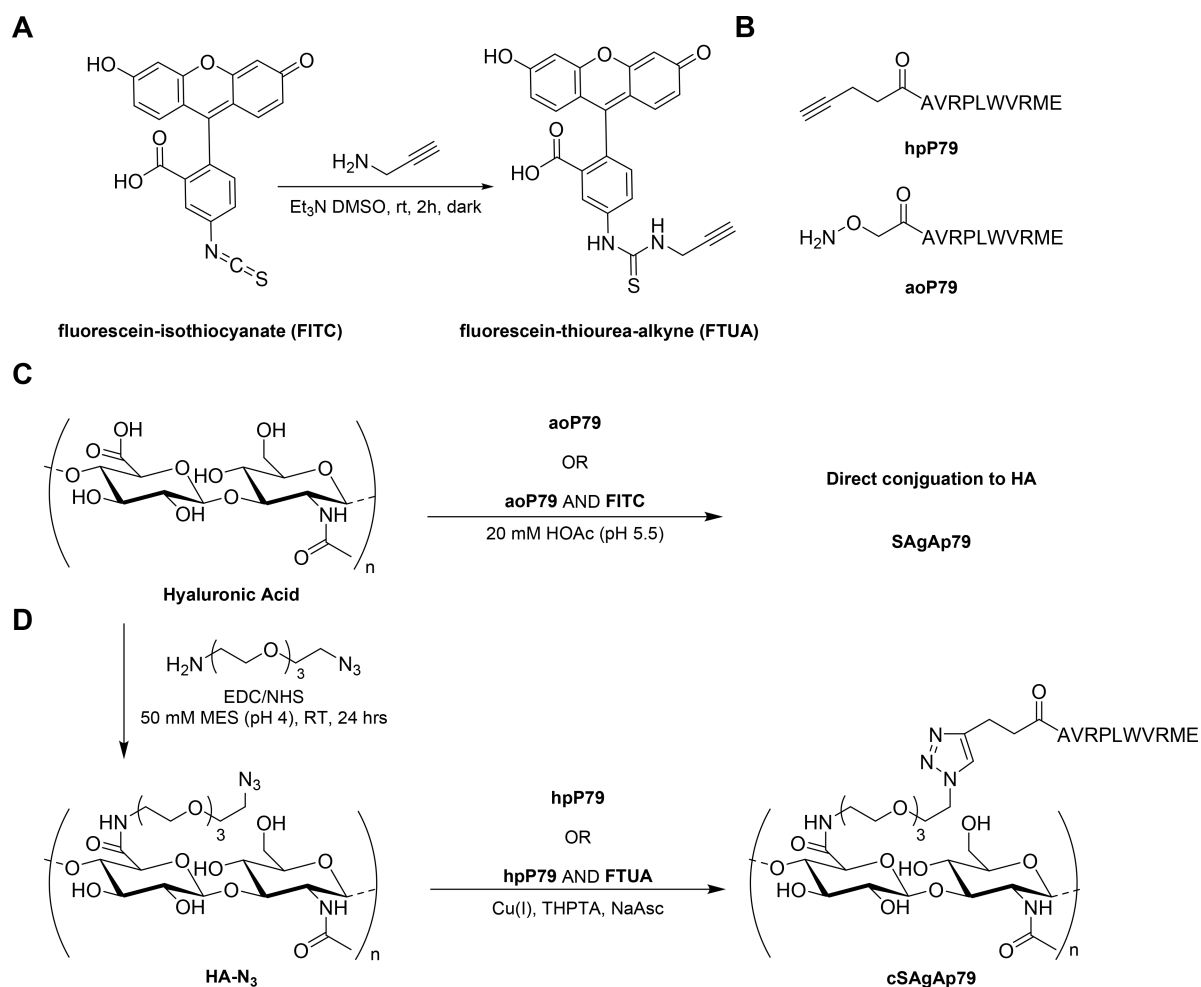 A
B
HO
O
O
O
HO
N
C
S
H₂N
Et₃N DMSO, rt, 2h, dark
HO
O
O
O
HO
HN
H
N
S
fluorescein-isothiocyanate (FITC)
fluorescein-thiourea-alkyne (FTUA)
O
AVRPLWVRME
hpP79
H₂N
O
O
AVRPLWVRME
aoP79
C
OH
O
O
O
HO
OH
O
OH
HO
O
NH
O
n
Hyaluronic Acid
aoP79
OR
aoP79 AND FITC
20 mM HOAc (pH 5.5)
Direct conjguation to HA
SAgAp79
D
H₂N
O
3
N₃
EDC/NHS
50 mM MES (pH 4), RT, 24 hrs
N₃
HN
O
3
O
O
O
HO
OH
O
OH
HO
O
NH
O
n
HA-N₃
hpP79
OR
hpP79 AND FTUA
Cu(I), THPTA, NaAsc
O
AVRPLWVRME
N
N
N
HN
O
3
O
O
O
HO
OH
O
OH
HO
O
NH
O
n
cSAgAp79